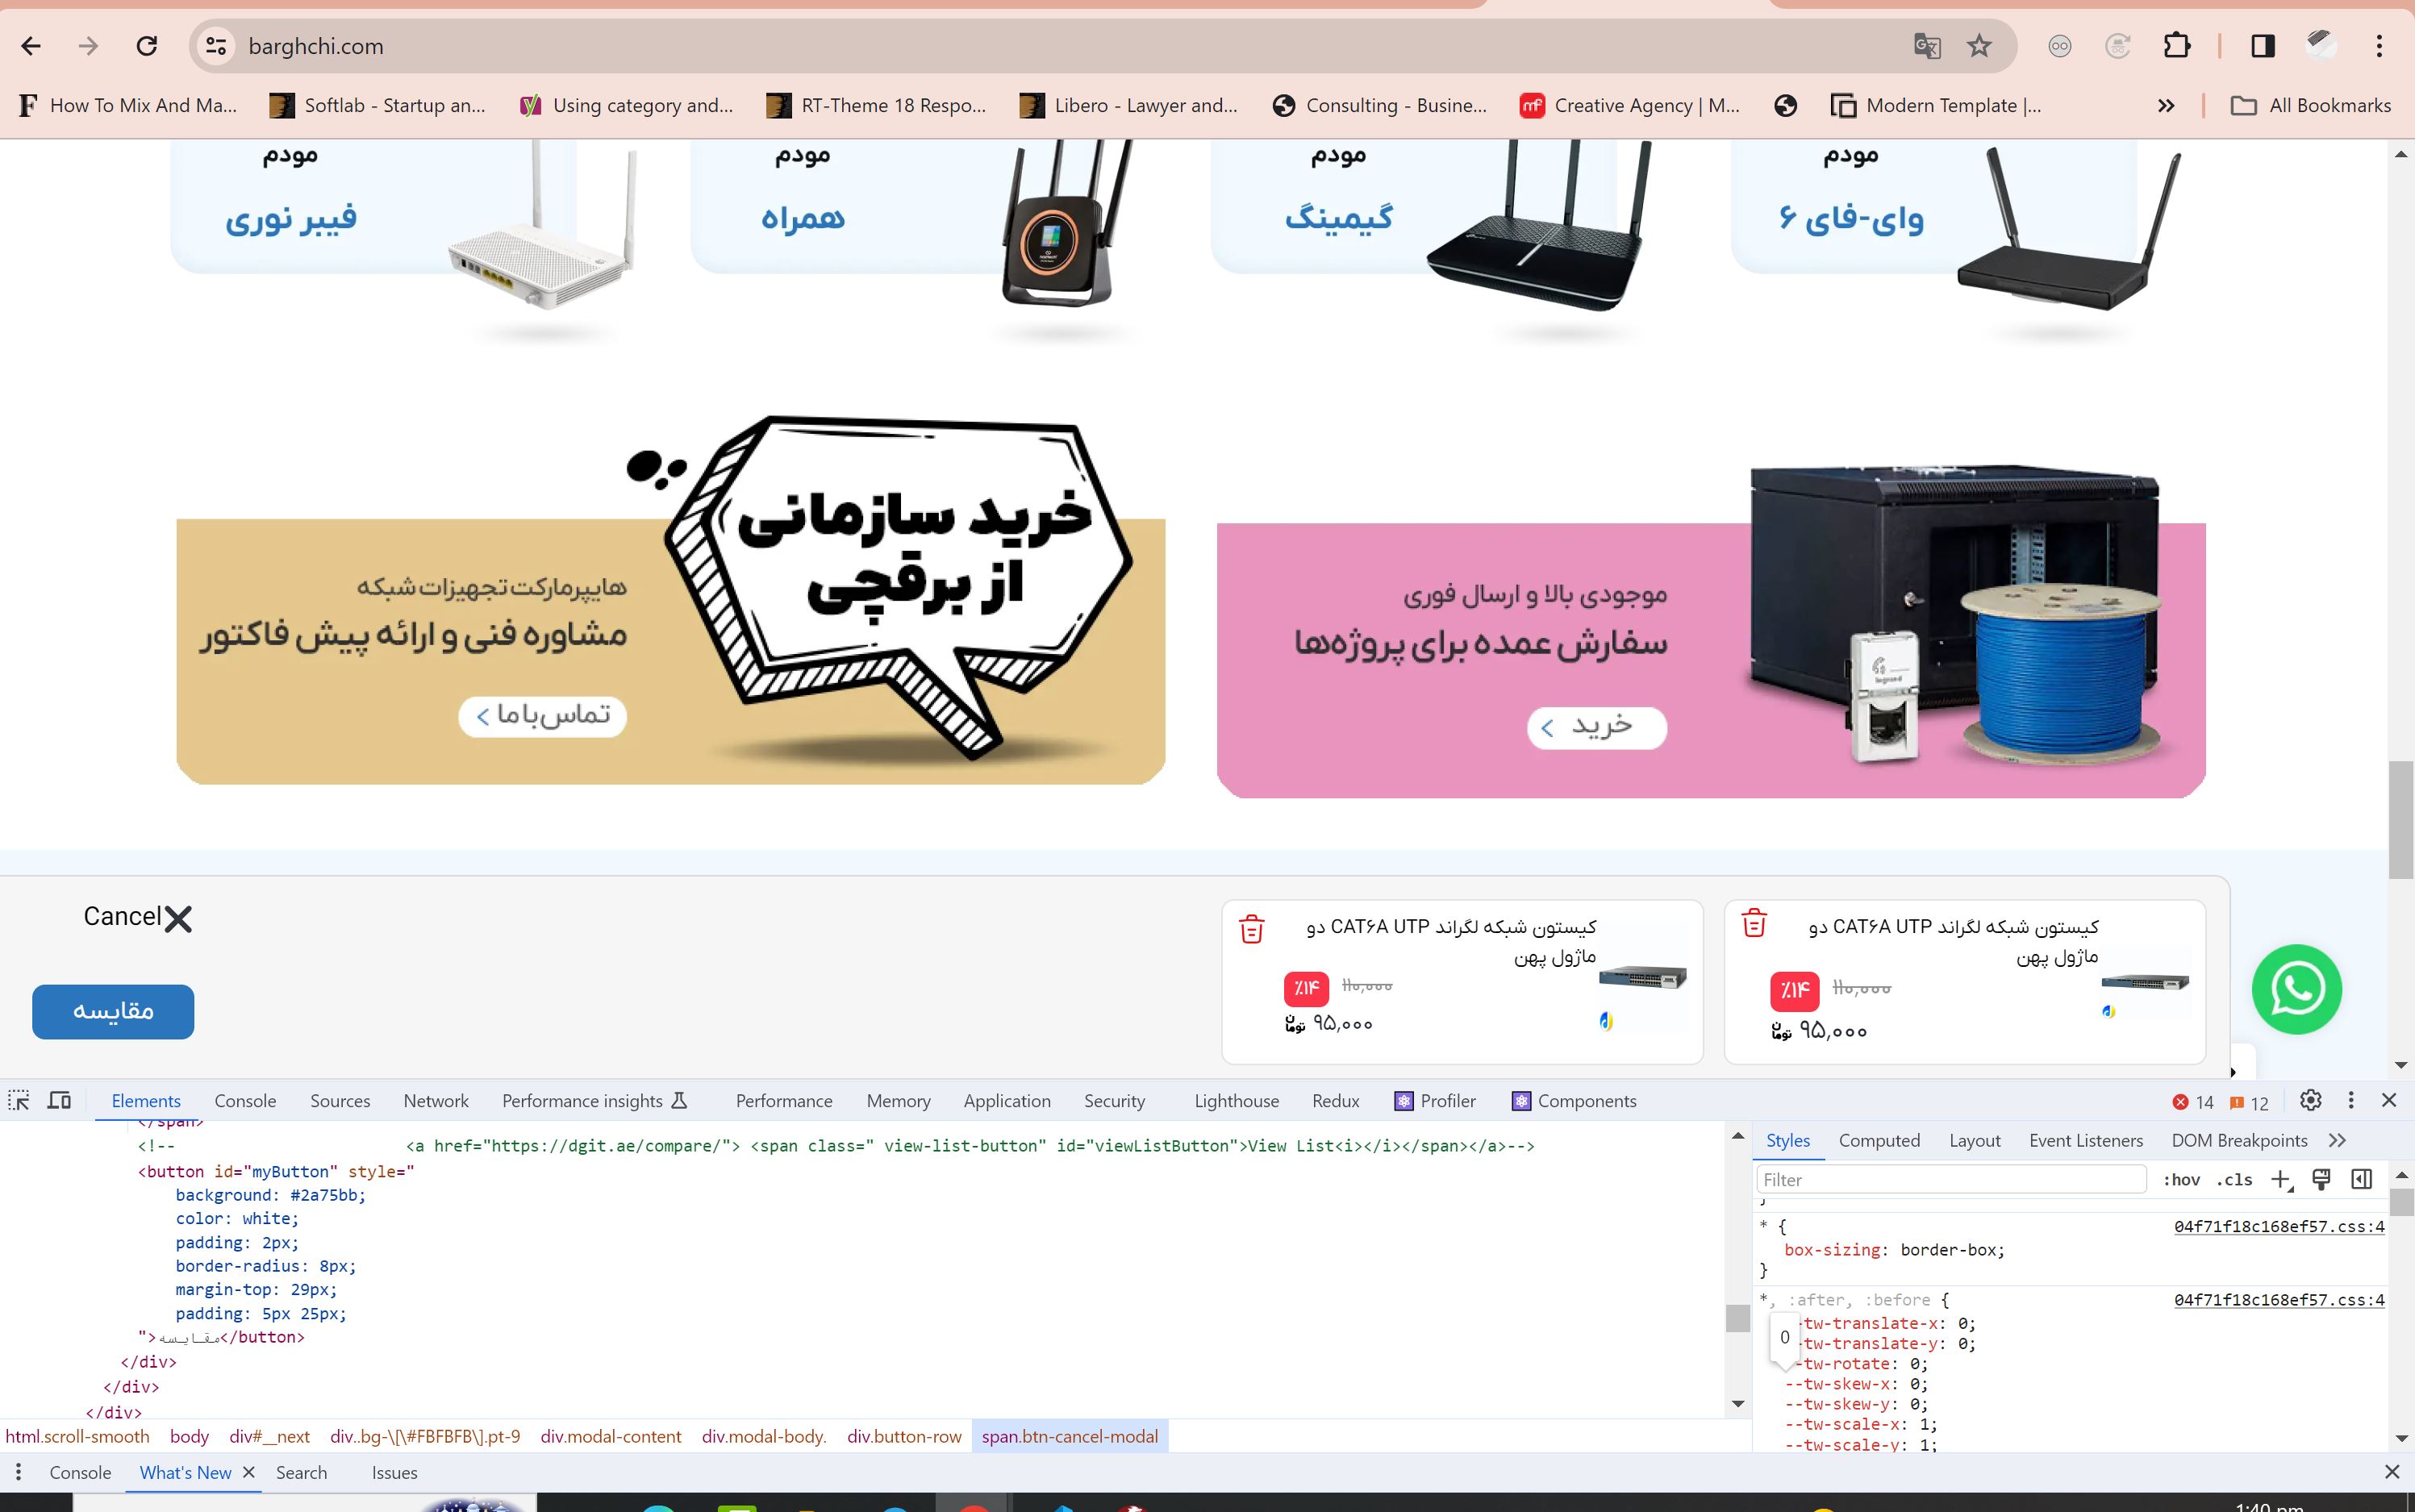 barghchi.com
How To Mix And Ma...
Softlab - Startup an...
Using category and...
RT-Theme 18 Respo...
Libero - Lawyer and...
Consulting - Busine...
Creative Agency | M...
Modern Template |...
»
All Bookmarks
مودم
وای-فای ۶
مودم
گیمینگ
مودم
همراه
مودم
فیبر نوری
موجودی بالا و ارسال فوری
سفارش عمده برای پروژه‌ها
خرید
legrand
خرید سازمانی
از برقچی
هایپرمارکت تجهیزات شبکه
مشاوره فنی و ارائه پیش فاکتور
تماس با ما
Cancel
مقایسه
کیستون شبکه لگراند CAT۶A UTP دو
ماژول پهن
٪۱۴
۱۱۰,۰۰۰
۹۵,۰۰۰ تومان
کیستون شبکه لگراند CAT۶A UTP دو
ماژول پهن
٪۱۴
۱۱۰,۰۰۰
۹۵,۰۰۰ تومان
Elements
Console
Sources
Network
Performance insights
Performance
Memory
Application
Security
Lighthouse
Redux
Profiler
Components
14
12
</span>
<!-- <a href="https://dgit.ae/compare/"> <span class=" view-list-button" id="viewListButton">View List<i></i></span></a>-->
<button id="myButton" style="
background: #2a75bb;
color: white;
padding: 2px;
border-radius: 8px;
margin-top: 29px;
padding: 5px 25px;
">مقایسه</button>
</div>
</div>
</div>
html.scroll-smooth
body
div#__next
div..bg-\[\#FBFBFB\].pt-9
div.modal-content
div.modal-body.
div.button-row
span.btn-cancel-modal
Styles
Computed
Layout
Event Listeners
DOM Breakpoints
Filter
:hov
.cls
}
* {
04f71f18c168ef57.css:4
box-sizing: border-box;
}
*, :after, :before {
04f71f18c168ef57.css:4
0
-tw-translate-x: 0;
-tw-translate-y: 0;
-tw-rotate: 0;
--tw-skew-x: 0;
--tw-skew-y: 0;
--tw-scale-x: 1;
--tw-scale-y: 1;
Console
What's New
Search
Issues
1:40 pm